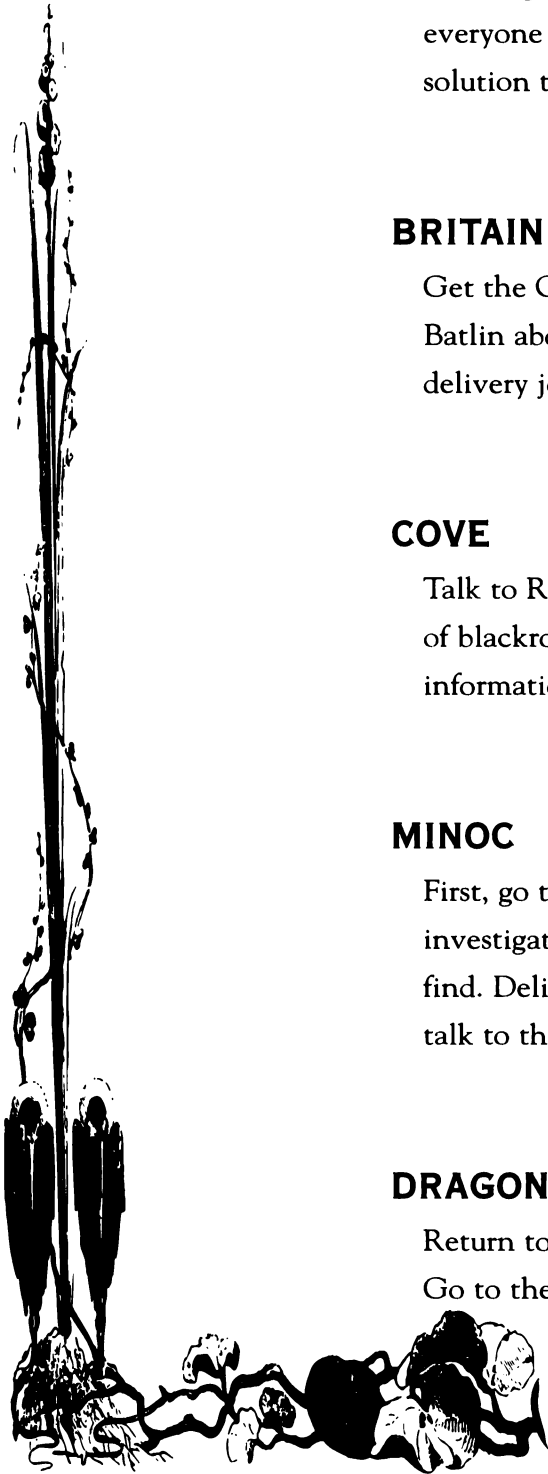 everyone
solution t
BRITAIN
Get the
Batlin ab
delivery j
COVE
Talk to R
of blackro
informati
MINOC
First, go t
investigat
find. Deli
talk to th
DRAGON
Return to
Go to the